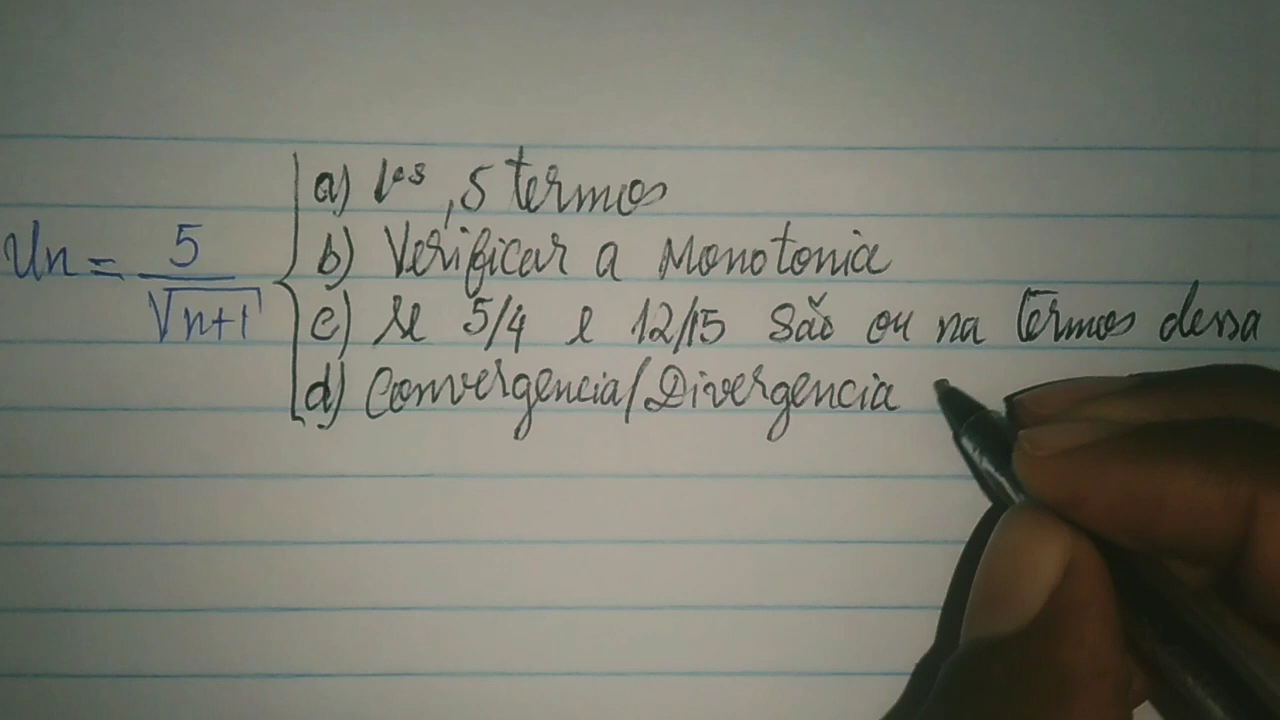 a) 1os, 5 termos
b) Verificar a Monotonia
Un = 5/√n+1
c) Se 5/4 e 12/15 são ou na termos dessa
d) Convergencia/Divergencia